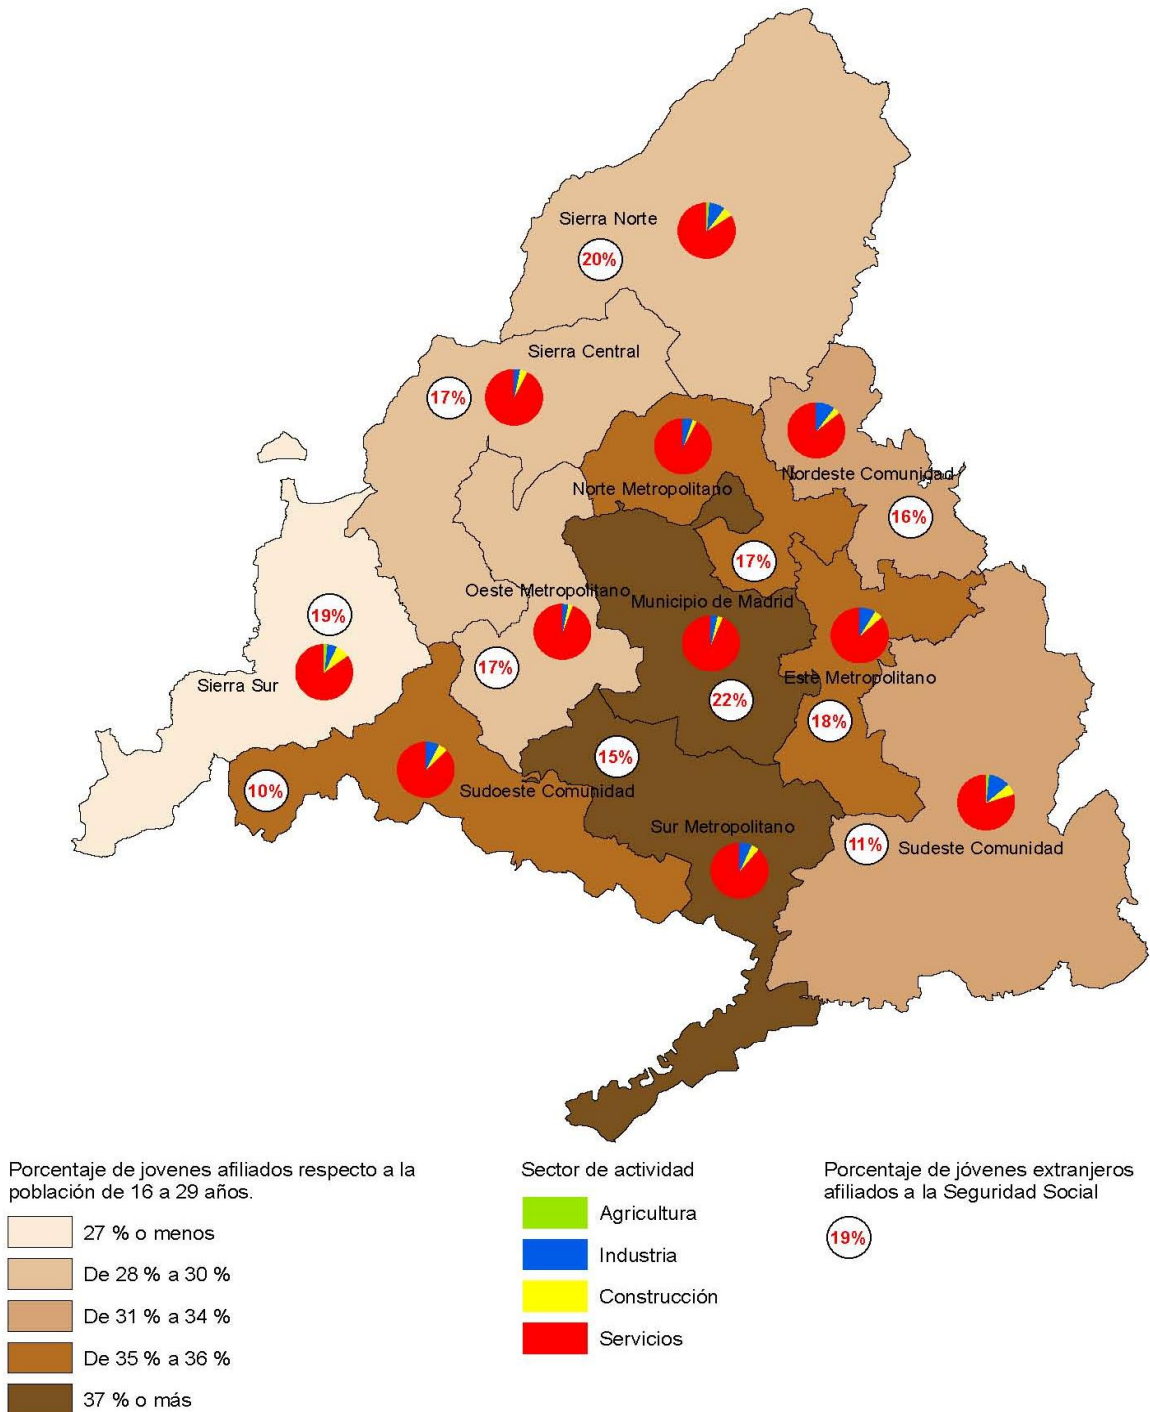 Sierra Norte
20%
Sierra Central
17%
Nordeste Comunidad
Norte Metropolitano
16%
17%
Oeste Metropolitano
Municipio de Madrid
19%
17%
Este Metropolitano
Sierra Sur
22%
18%
15%
10%
Sudoeste Comunidad
Sur Metropolitano
11%
Sudeste Comunidad
Porcentaje de jovenes afiliados respecto a la
población de 16 a 29 años.
27 % o menos
De 28 % a 30 %
De 31 % a 34 %
De 35 % a 36 %
37 % o más
Sector de actividad
Agricultura
Industria
Construcción
Servicios
Porcentaje de jóvenes extranjeros
afiliados a la Seguridad Social
19%